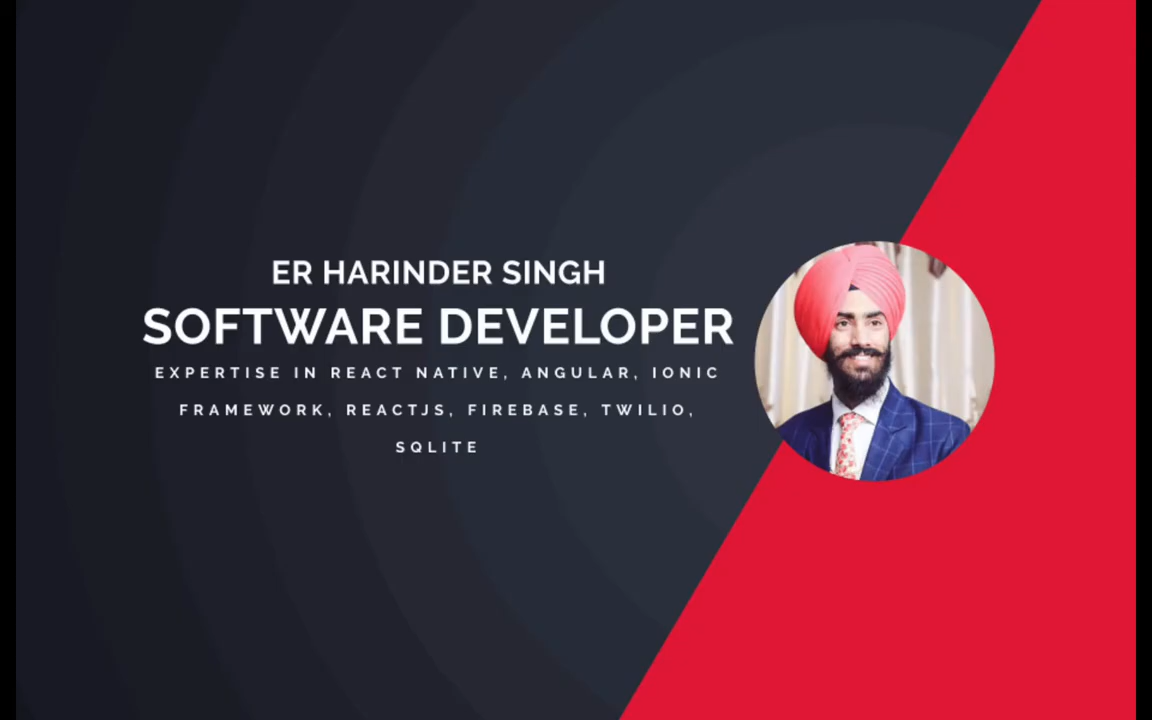 ER HARINDER SINGH
SOFTWARE DEVELOPER
EXPERTISE IN REACT NATIVE, ANGULAR, IONIC
FRAMEWORK, REACTJS, FIREBASE, TWILIO,
SQLITE